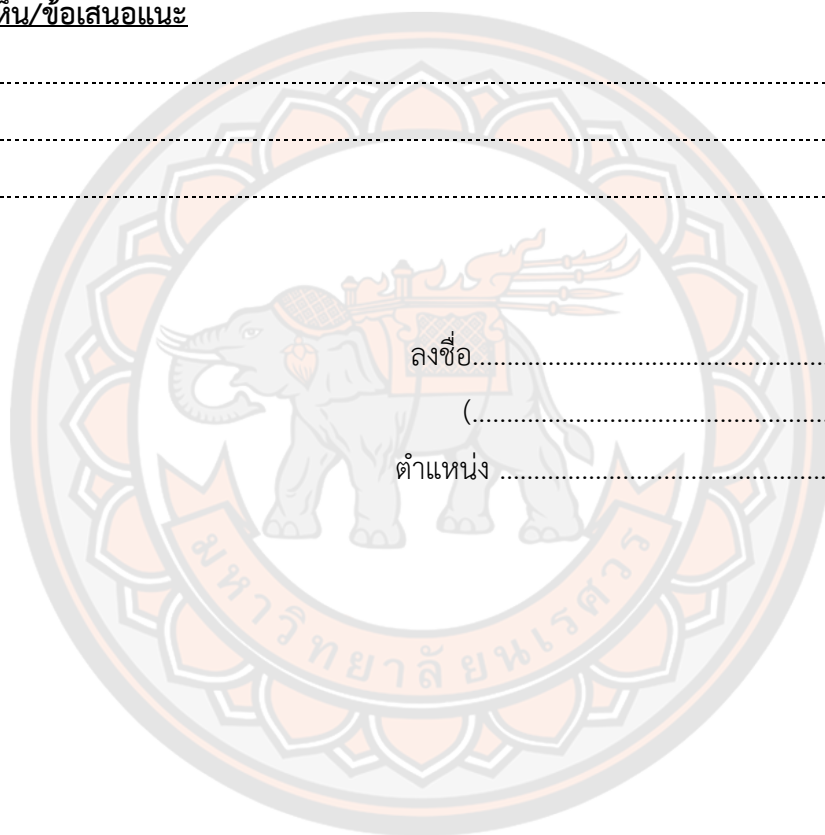 ห็น/ข้อเสนอแนะ
ลงชื่อ................................................
(................................................
ตำแหน่ง ................................................
มหาวิทยาลัยนเรศวร